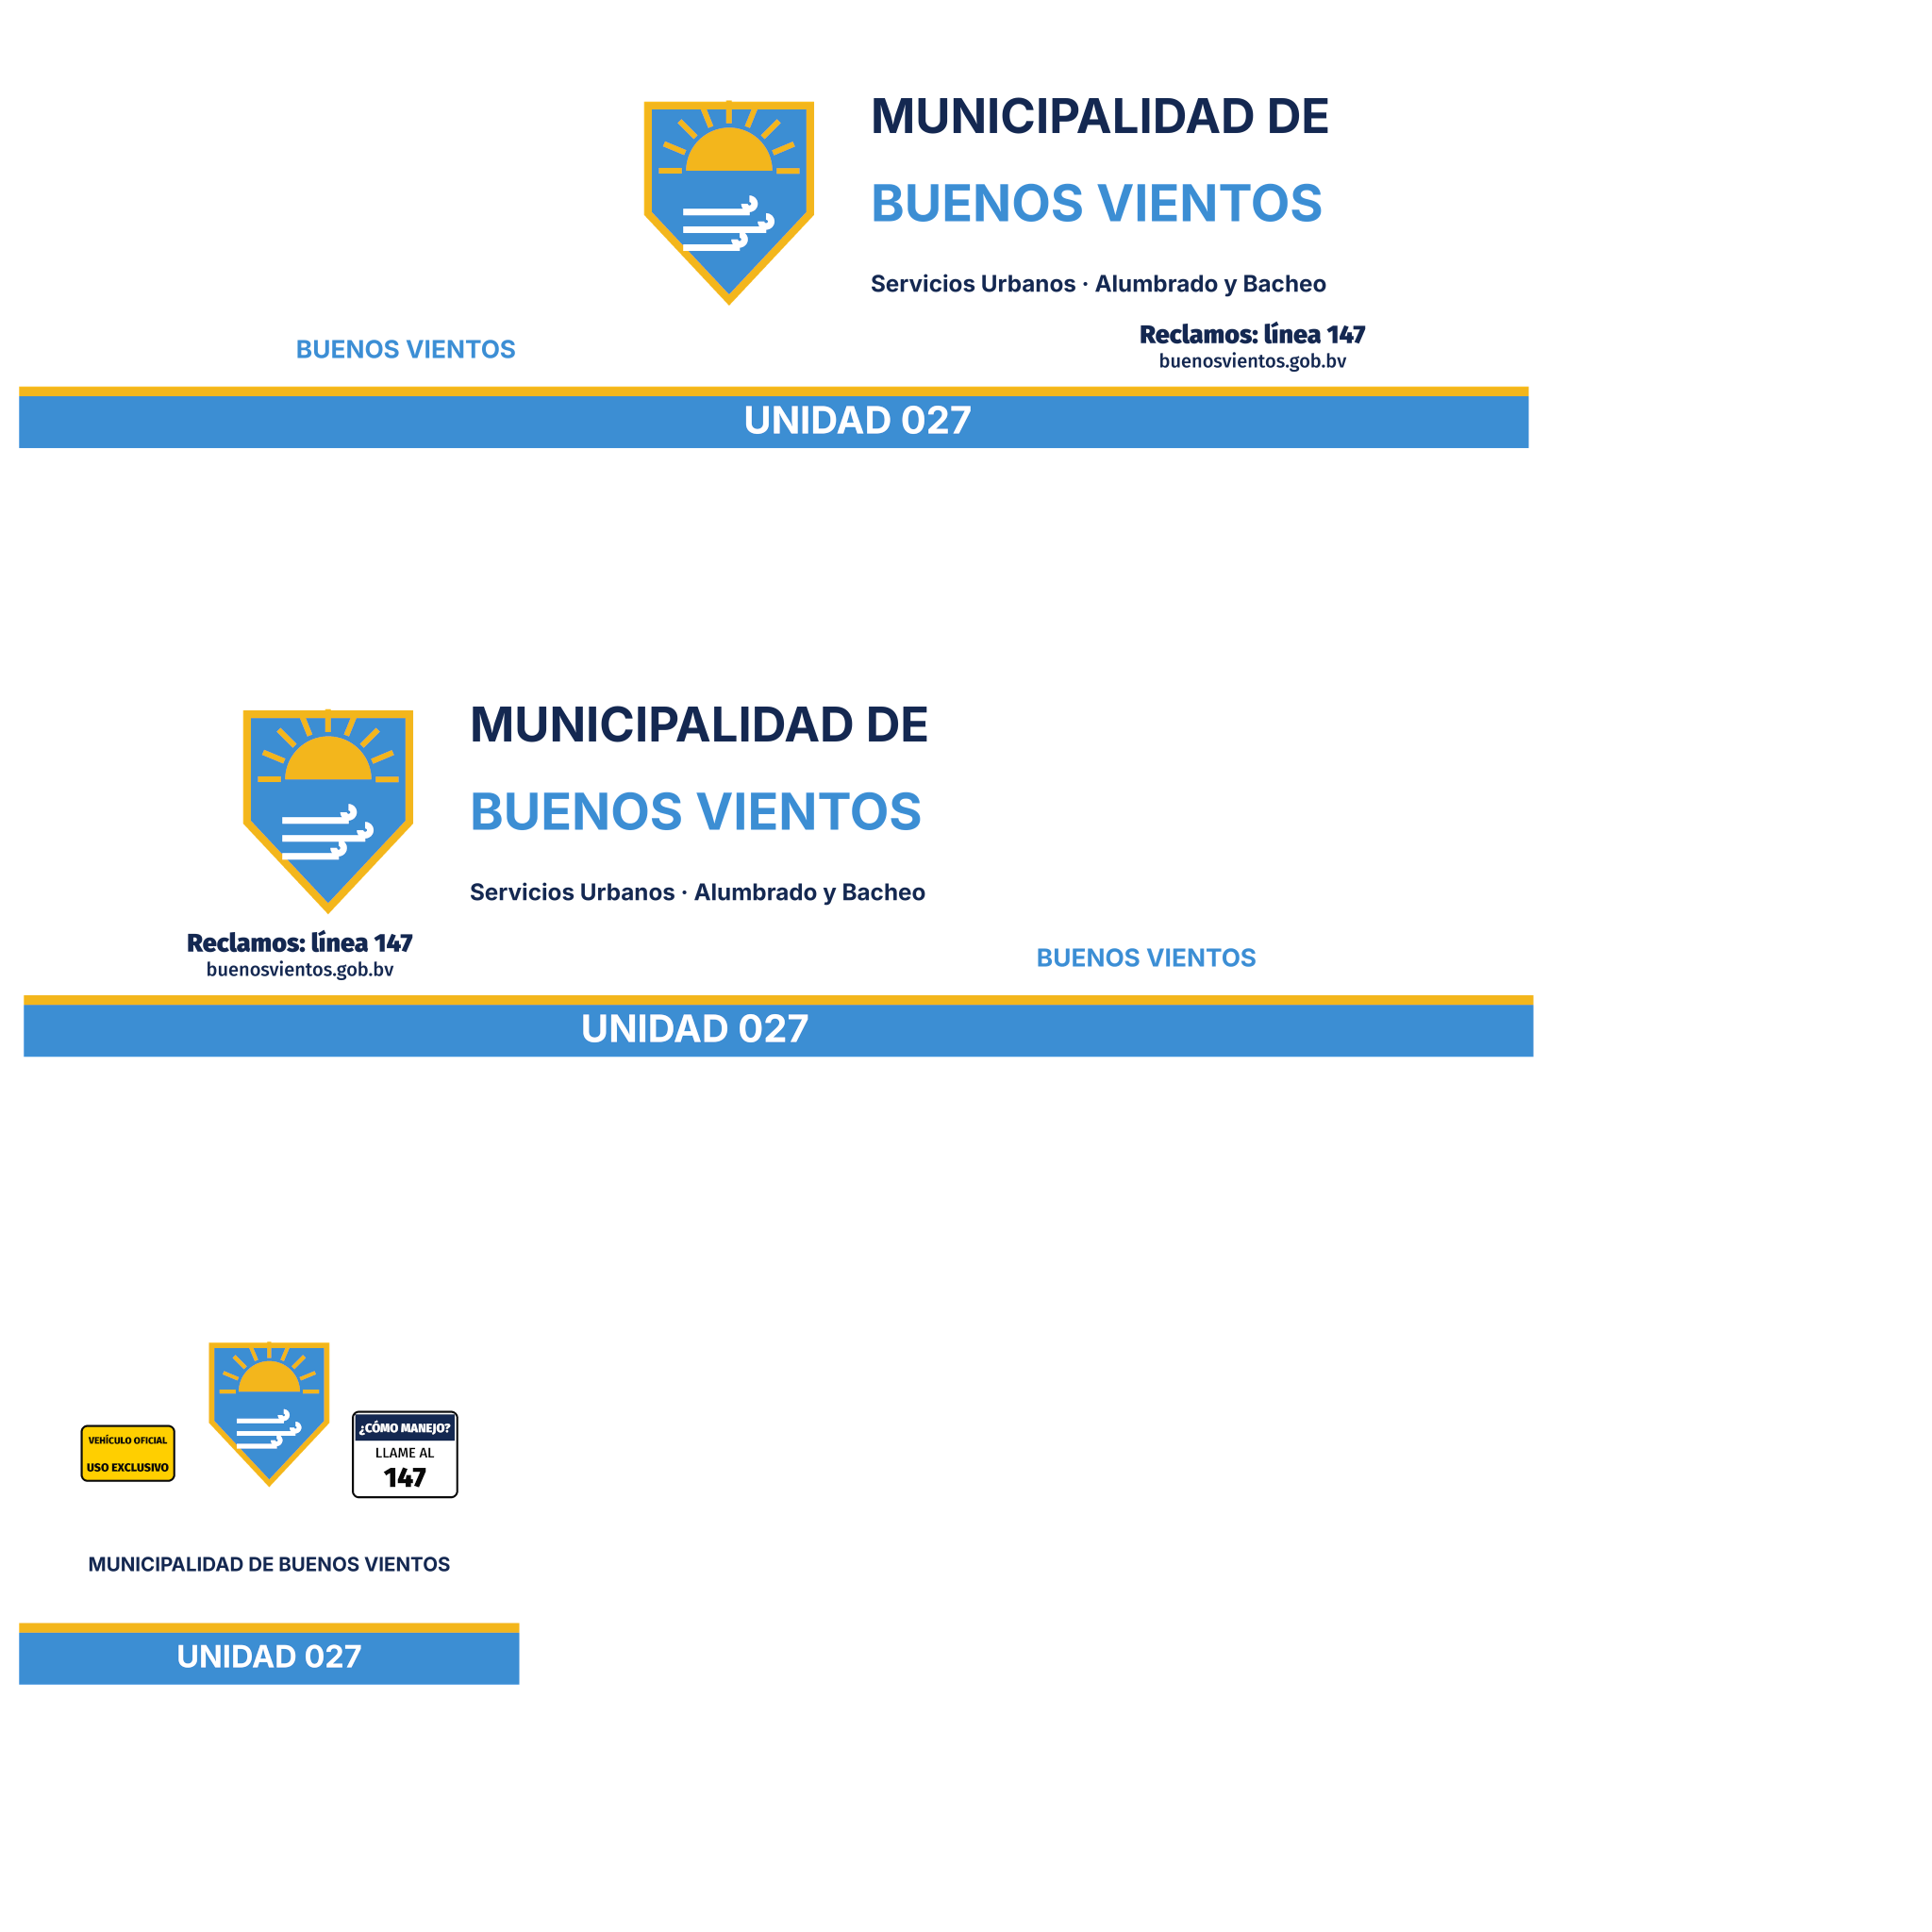 MUNICIPALIDAD DE
BUENOS VIENTOS
Servicios Urbanos · Alumbrado y Bacheo
Reclamos: línea 147
buenosvientos.gob.bv
BUENOS VIENTOS
UNIDAD 027
MUNICIPALIDAD DE
BUENOS VIENTOS
Servicios Urbanos · Alumbrado y Bacheo
Reclamos: línea 147
buenosvientos.gob.bv
BUENOS VIENTOS
UNIDAD 027
VEHÍCULO OFICIAL
USO EXCLUSIVO
¿CÓMO MANEJO?
LLAME AL
147
MUNICIPALIDAD DE BUENOS VIENTOS
UNIDAD 027